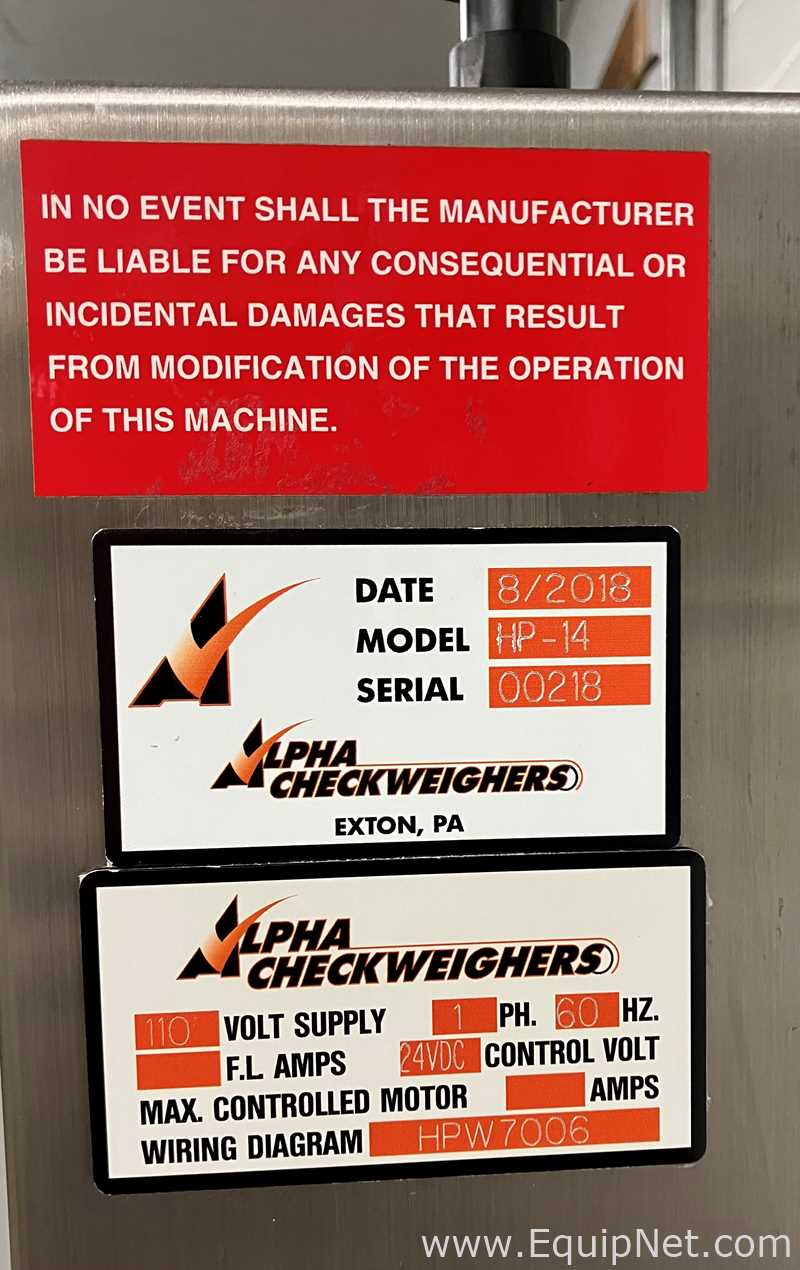 IN NO EVENT SHALL THE MANUFACTURER
BE LIABLE FOR ANY CONSEQUENTIAL OR
INCIDENTAL DAMAGES THAT RESULT
FROM MODIFICATION OF THE OPERATION
OF THIS MACHINE.
DATE 8/2018
MODEL HP-14
SERIAL 00218
ALPHA
CHECKWEIGHERS
EXTON, PA
ALPHA
CHECKWEIGHERS
110 VOLT SUPPLY 1 PH. 60 HZ.
F.L. AMPS 24VDC CONTROL VOLT
MAX. CONTROLLED MOTOR AMPS
WIRING DIAGRAM HPW7006
www.EquipNet.com